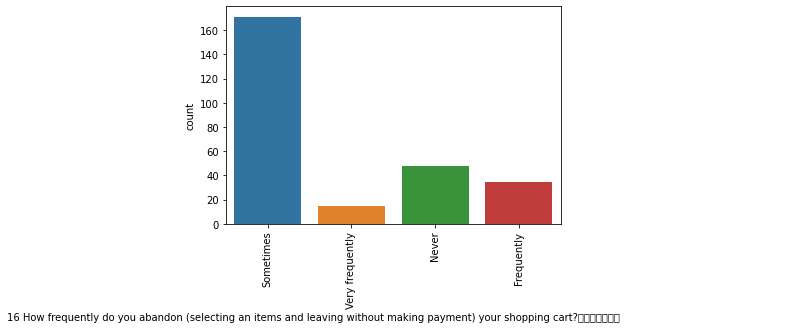 160
140
120
100
80
60
40
20
0
count
Sometimes
Very frequently
Never
Frequently
16 How frequently do you abandon (selecting an items and leaving without making payment) your shopping cart?